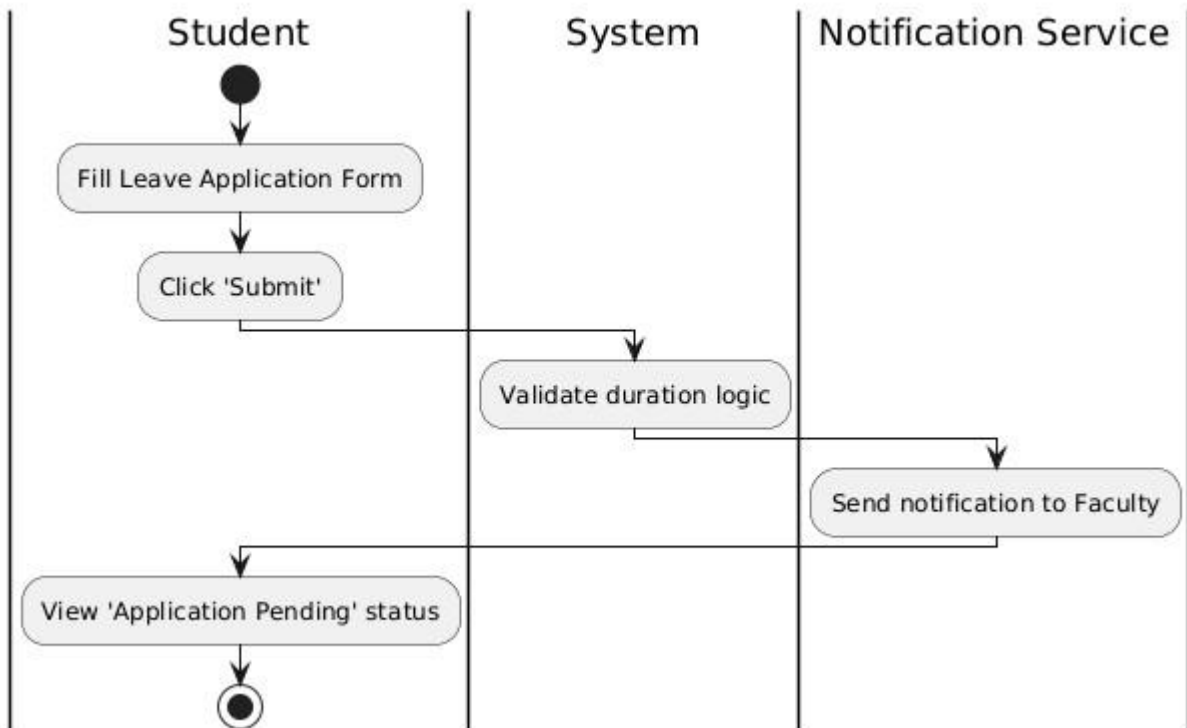 Student
System
Notification Service
Fill Leave Application Form
Click 'Submit'
Validate duration logic
Send notification to Faculty
View 'Application Pending' status